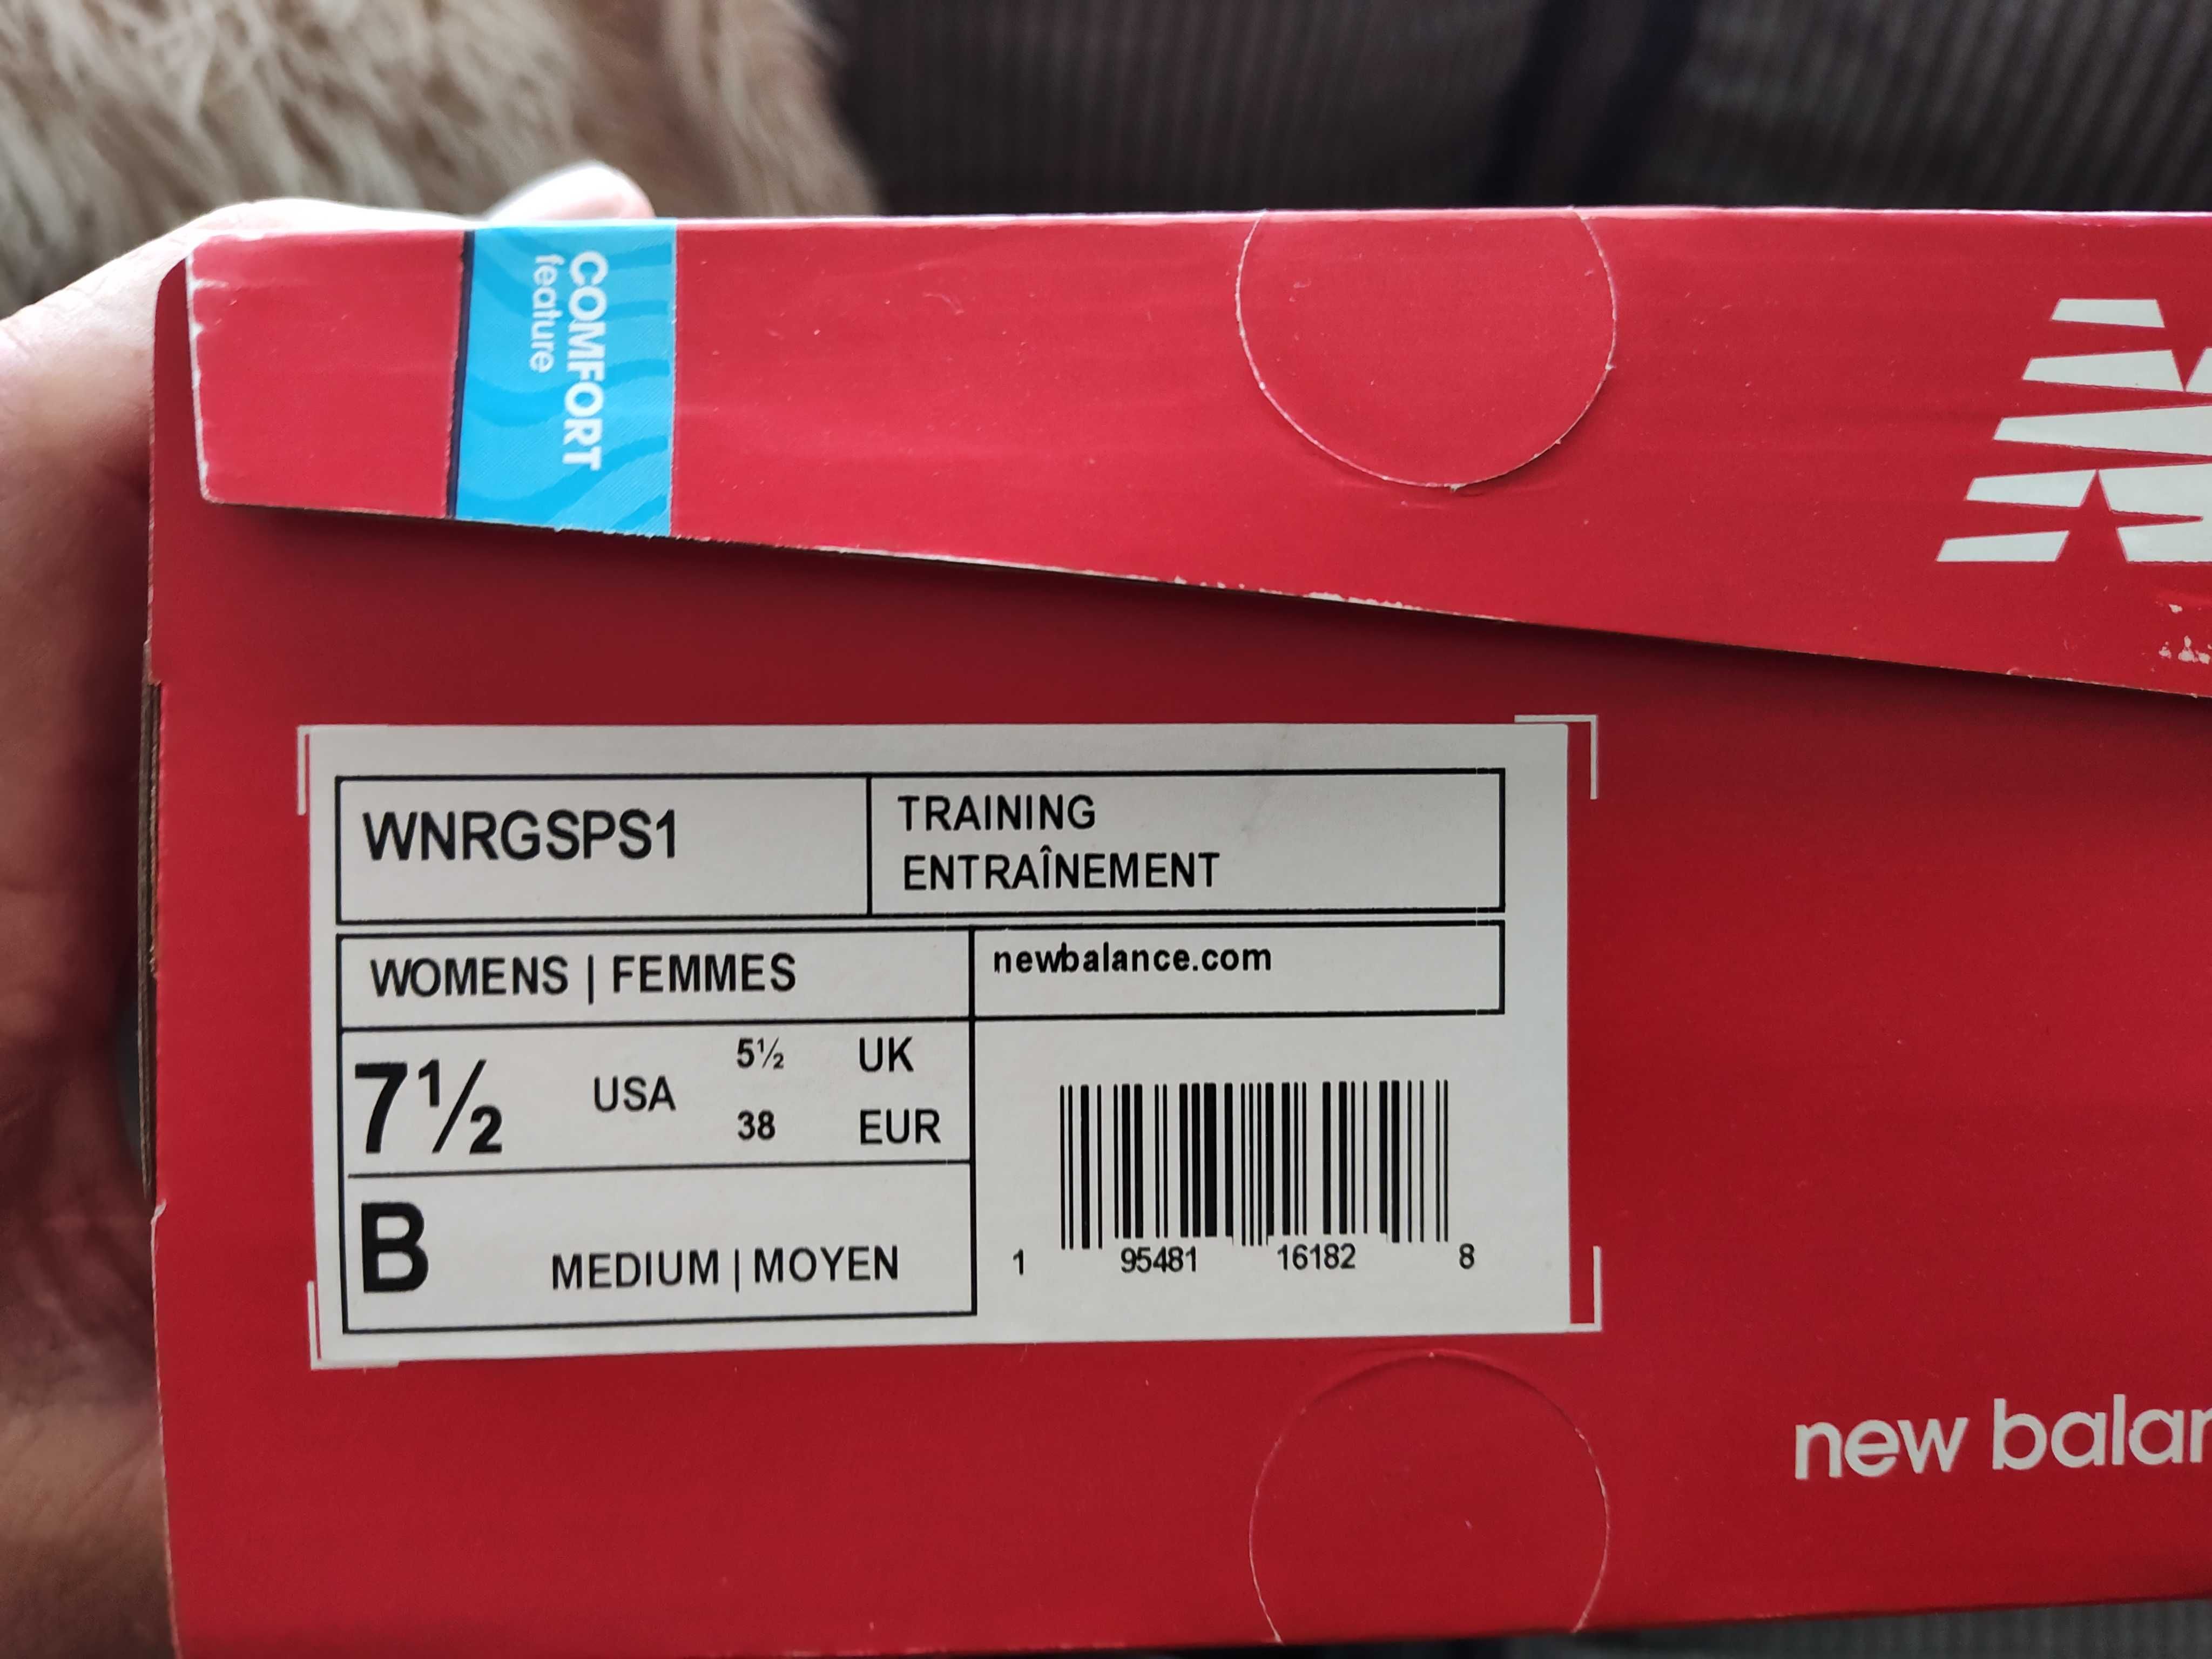 COMFORT
feature
WNRGSPS1
TRAINING
ENTRAÎNEMENT
WOMENS | FEMMES
newbalance.com
7½ USA
5½ UK
38 EUR
B MEDIUM | MOYEN
1 95481 16182 8
new balan